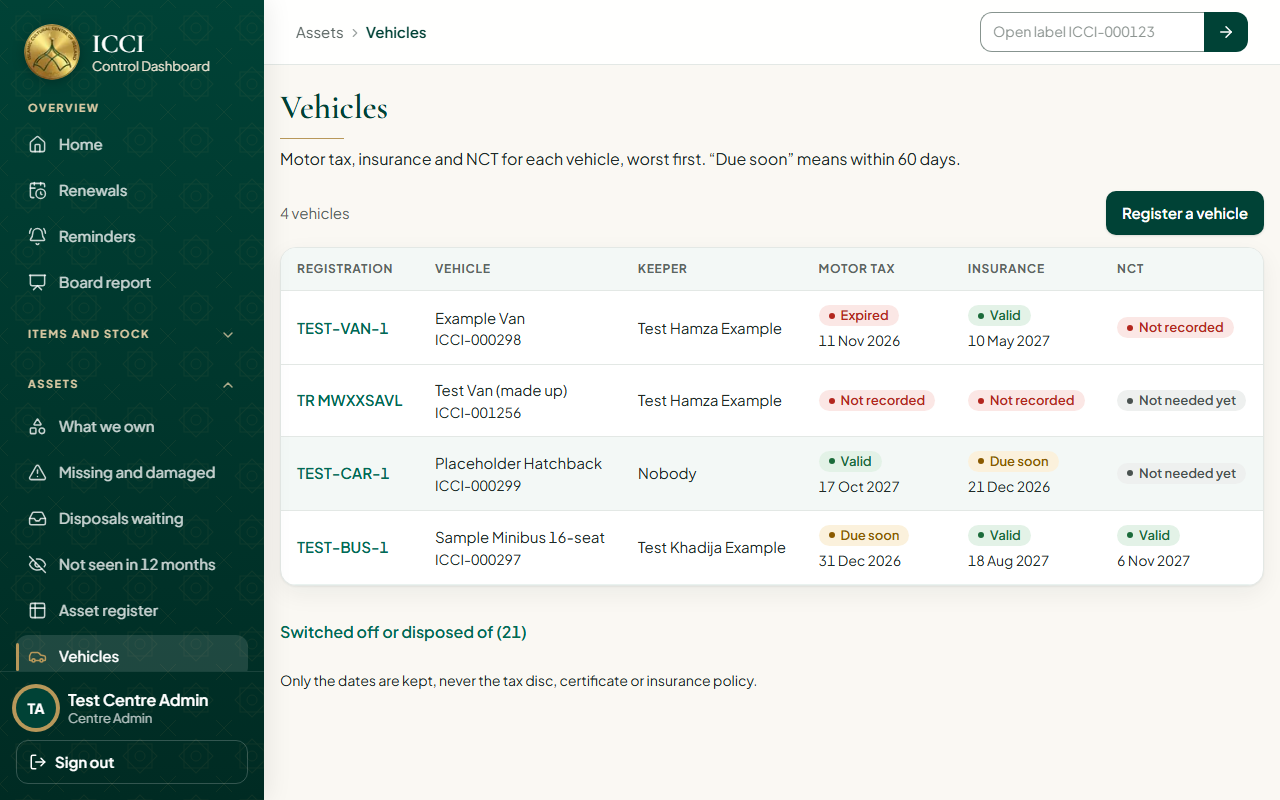 ICCI
Control Dashboard
OVERVIEW
Home
Renewals
Reminders
Board report
ITEMS AND STOCK
ASSETS
What we own
Missing and damaged
Disposals waiting
Not seen in 12 months
Asset register
Vehicles
TA
Test Centre Admin
Centre Admin
Sign out
Assets > Vehicles
Open label ICCI-000123
Vehicles
Motor tax, insurance and NCT for each vehicle, worst first. “Due soon” means within 60 days.
4 vehicles
Register a vehicle
REGISTRATION VEHICLE KEEPER MOTOR TAX INSURANCE NCT
TEST-VAN-1 Example Van ICCI-000298 Test Hamza Example Expired 11 Nov 2026 Valid 10 May 2027 Not recorded
TR MWXXSAVL Test Van (made up) ICCI-001256 Test Hamza Example Not recorded Not recorded Not needed yet
TEST-CAR-1 Placeholder Hatchback ICCI-000299 Nobody Valid 17 Oct 2027 Due soon 21 Dec 2026 Not needed yet
TEST-BUS-1 Sample Minibus 16-seat ICCI-000297 Test Khadija Example Due soon 31 Dec 2026 Valid 18 Aug 2027 Valid 6 Nov 2027
Switched off or disposed of (21)
Only the dates are kept, never the tax disc, certificate or insurance policy.